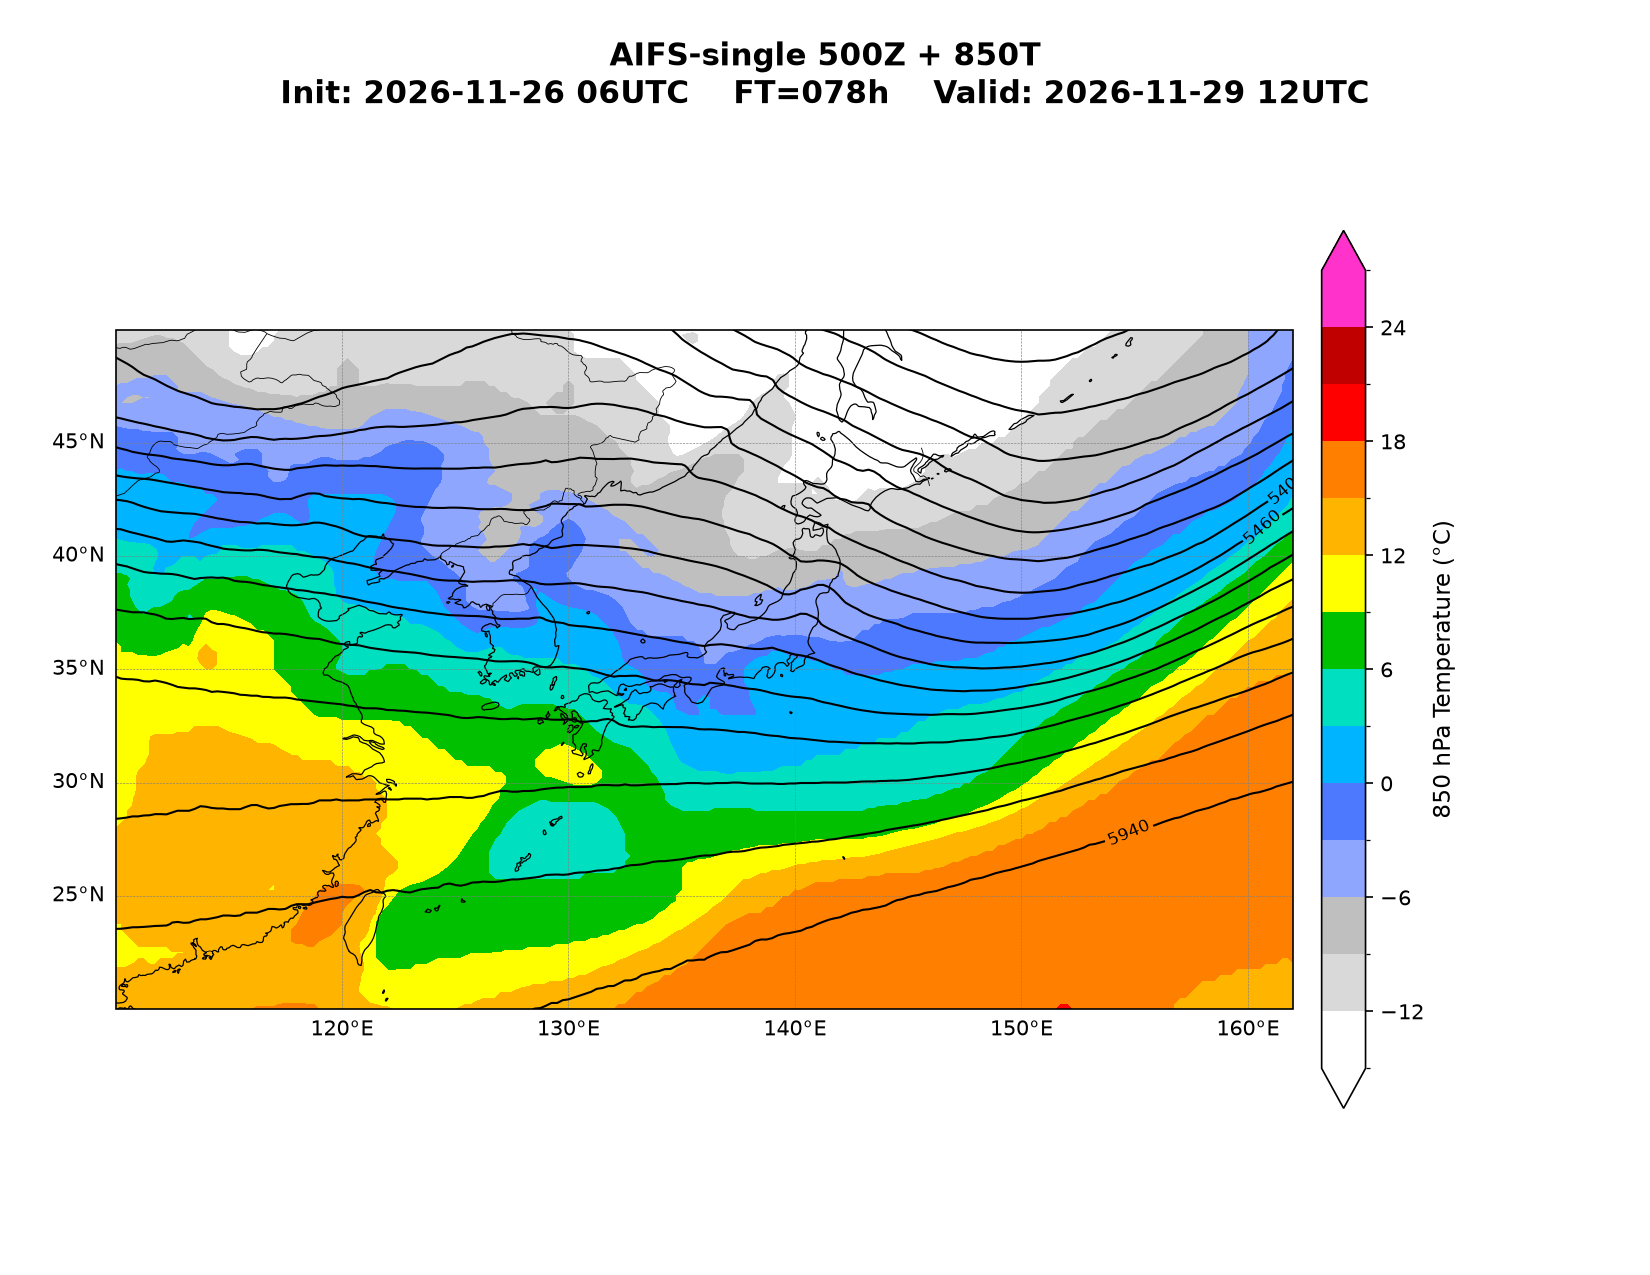 AIFS-single 500Z + 850T
Init: 2026-11-26 06UTC    FT=078h    Valid: 2026-11-29 12UTC
45°N
40°N
35°N
30°N
25°N
120°E
130°E
140°E
150°E
160°E
540
5460
5940
24
18
12
6
0
−6
−12
850 hPa Temperature (°C)